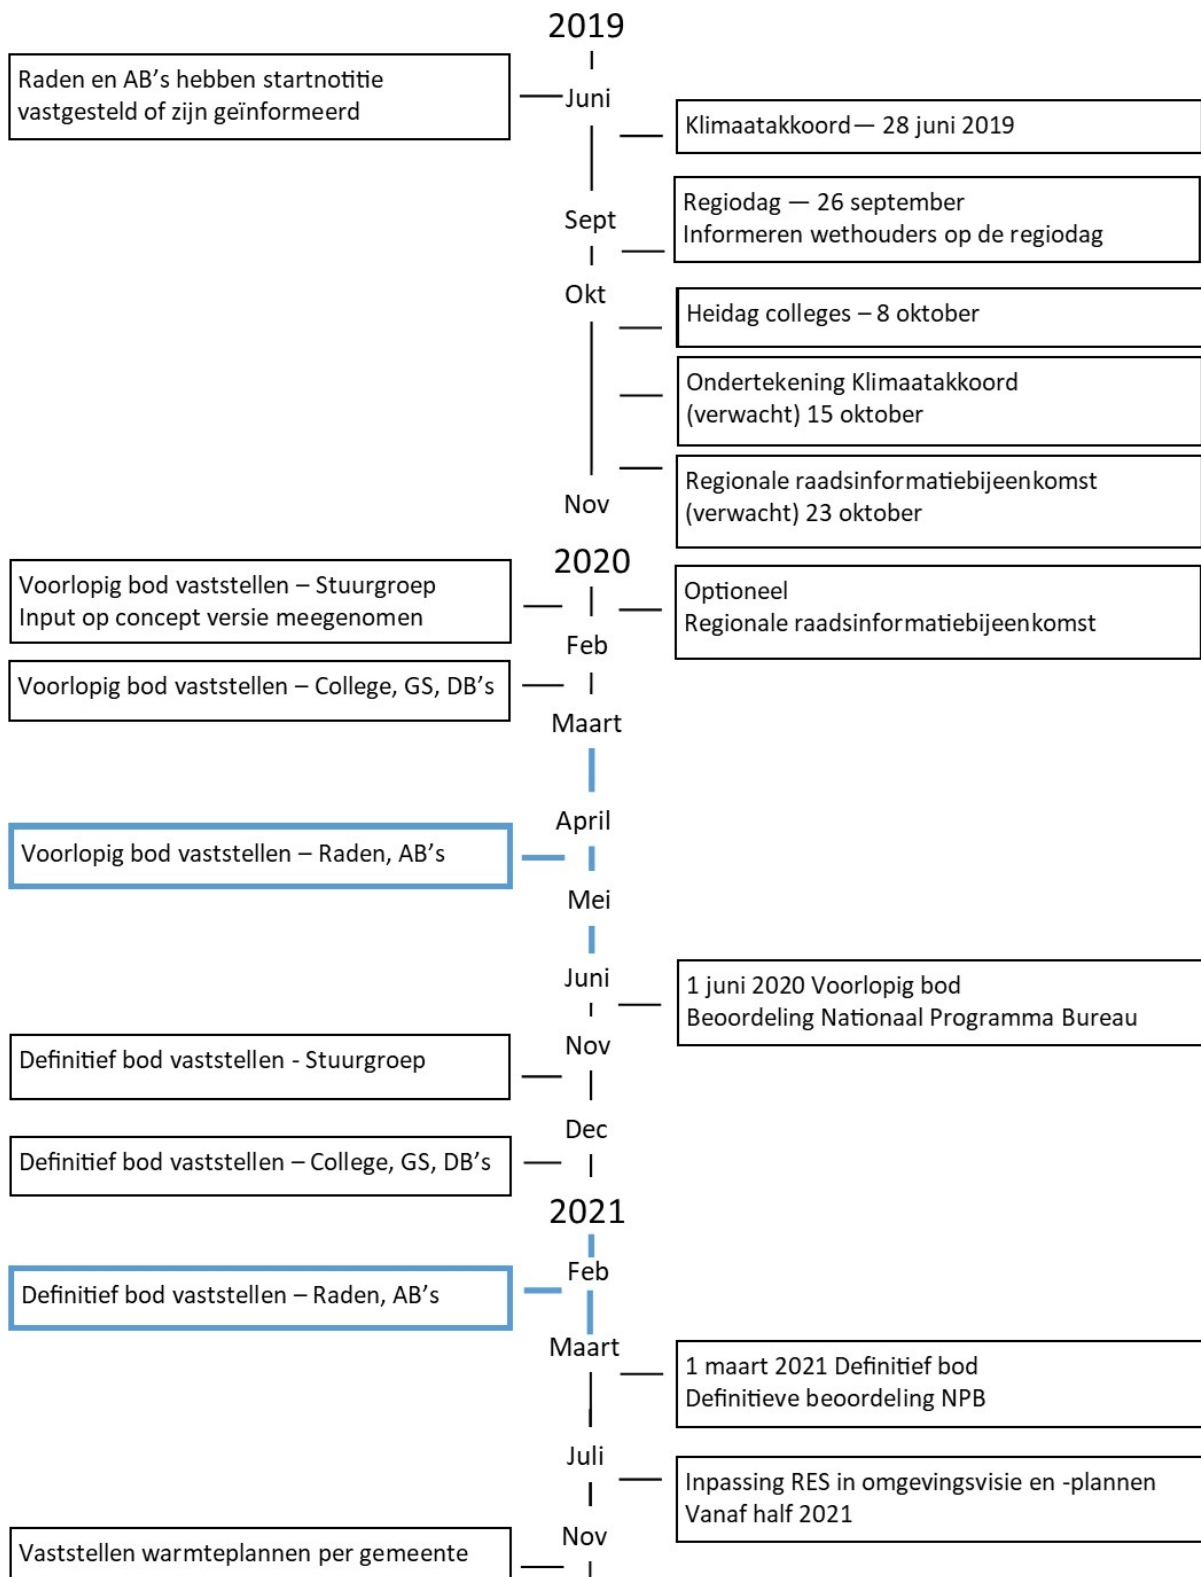 2019
Raden en AB’s hebben startnotitie
vastgesteld of zijn geïnformeerd
Juni
Klimaatakkoord— 28 juni 2019
Sept
Regiodag — 26 september
Informeren wethouders op de regiodag
Okt
Heidag colleges – 8 oktober
Ondertekening Klimaatakkoord
(verwacht) 15 oktober
Regionale raadsinformatiebijeenkomst
(verwacht) 23 oktober
Nov
2020
Voorlopig bod vaststellen – Stuurgroep
Input op concept versie meegenomen
Optioneel
Regionale raadsinformatiebijeenkomst
Feb
Voorlopig bod vaststellen – College, GS, DB’s
Maart
April
Voorlopig bod vaststellen – Raden, AB’s
Mei
Juni
1 juni 2020 Voorlopig bod
Beoordeling Nationaal Programma Bureau
Nov
Definitief bod vaststellen - Stuurgroep
Dec
Definitief bod vaststellen – College, GS, DB’s
2021
Feb
Definitief bod vaststellen – Raden, AB’s
Maart
1 maart 2021 Definitief bod
Definitieve beoordeling NPB
Juli
Inpassing RES in omgevingsvisie en -plannen
Vanaf half 2021
Nov
Vaststellen warmteplannen per gemeente